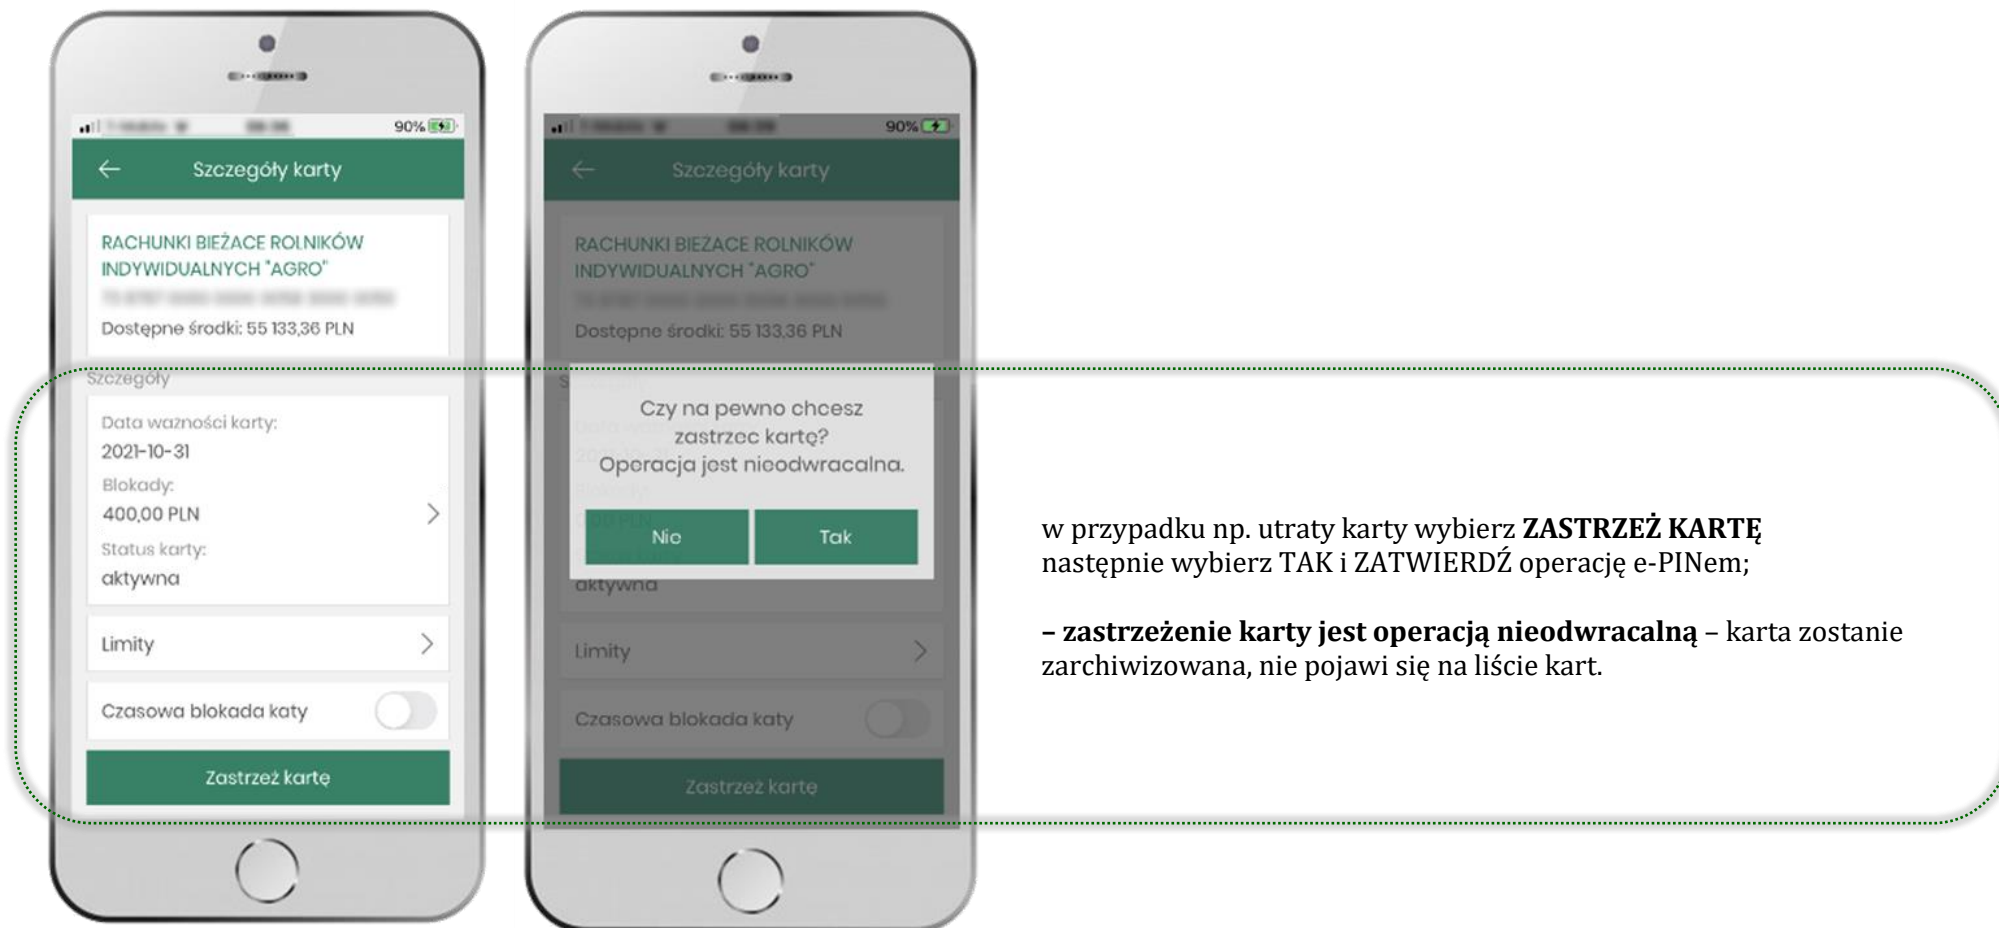 90%
Szczegóły karty
RACHUNKI BIEŻACE ROLNIKÓW
INDYWIDUALNYCH "AGRO"
Dostępne środki: 55 133,36 PLN
Szczegóły
Data ważności karty:
2021-10-31
Blokady:
400,00 PLN
Status karty:
aktywna
Limity
Czasowa blokada katy
Zastrzeż kartę
90%
Szczegóły karty
RACHUNKI BIEŻACE ROLNIKÓW
INDYWIDUALNYCH "AGRO"
Dostępne środki: 55 133,36 PLN
Czy na pewno chcesz
zastrzec kartę?
Operacja jest nieodwracalna.
Nie
Tak
aktywna
Limity
Czasowa blokada katy
Zastrzeż kartę
w przypadku np. utraty karty wybierz ZASTRZEŻ KARTĘ
następnie wybierz TAK i ZATWIERDŹ operację e-PINem;
– zastrzeżenie karty jest operacją nieodwracalną – karta zostanie
zarchiwizowana, nie pojawi się na liście kart.